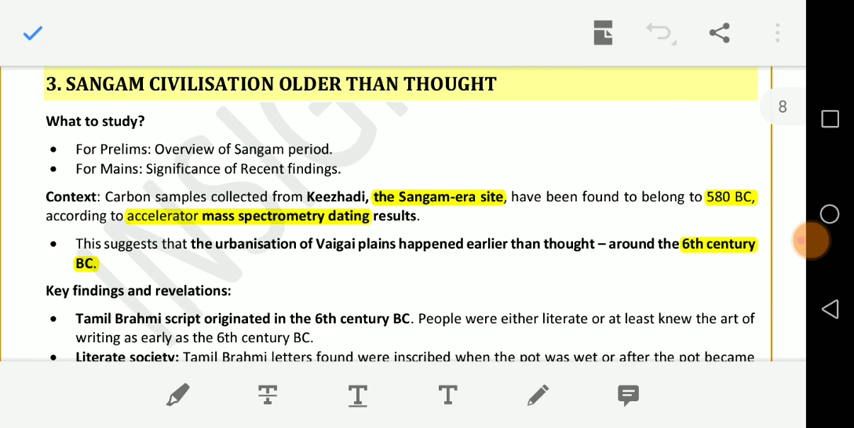 3. SANGAM CIVILISATION OLDER THAN THOUGHT
8
What to study?
• For Prelims: Overview of Sangam period.
• For Mains: Significance of Recent findings.
Context: Carbon samples collected from Keezhadi, the Sangam-era site, have been found to belong to 580 BC,
according to accelerator mass spectrometry dating results.
• This suggests that the urbanisation of Vaigai plains happened earlier than thought – around the 6th century
BC.
Key findings and revelations:
• Tamil Brahmi script originated in the 6th century BC. People were either literate or at least knew the art of
writing as early as the 6th century BC.
• Literate society: Tamil Brahmi letters found were inscribed when the pot was wet or after the pot became
INSIG
T
T
T